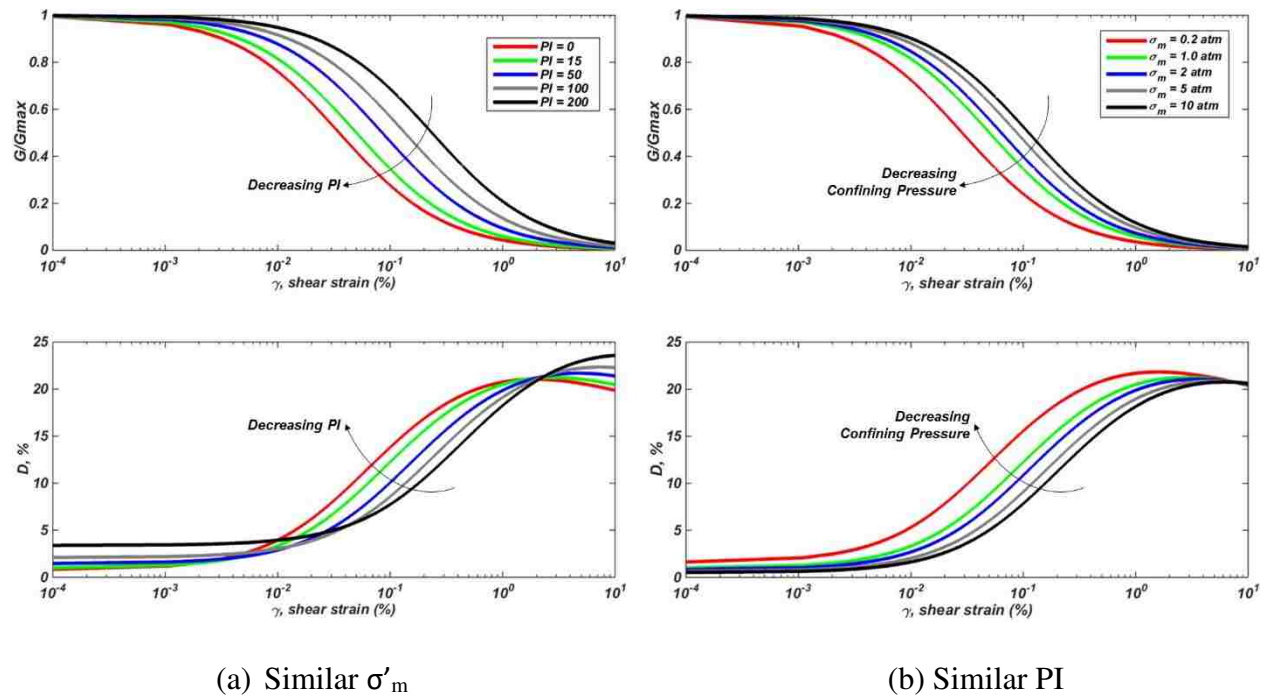 1
0.8
0.6
0.4
0.2
0
G/Gmax
PI = 0
PI = 15
PI = 50
PI = 100
PI = 200
Decreasing PI
10^-4 10^-3 10^-2 10^-1 10^0 10^1
γ, shear strain (%)
1
0.8
0.6
0.4
0.2
0
G/Gmax
σm = 0.2 atm
σm = 1.0 atm
σm = 2 atm
σm = 5 atm
σm = 10 atm
Decreasing
Confining Pressure
10^-4 10^-3 10^-2 10^-1 10^0 10^1
γ, shear strain (%)
25
20
15
10
5
0
D, %
Decreasing PI
10^-4 10^-3 10^-2 10^-1 10^0 10^1
γ, shear strain (%)
25
20
15
10
5
0
D, %
Decreasing
Confining Pressure
10^-4 10^-3 10^-2 10^-1 10^0 10^1
γ, shear strain (%)
(a) Similar σ′m
(b) Similar PI